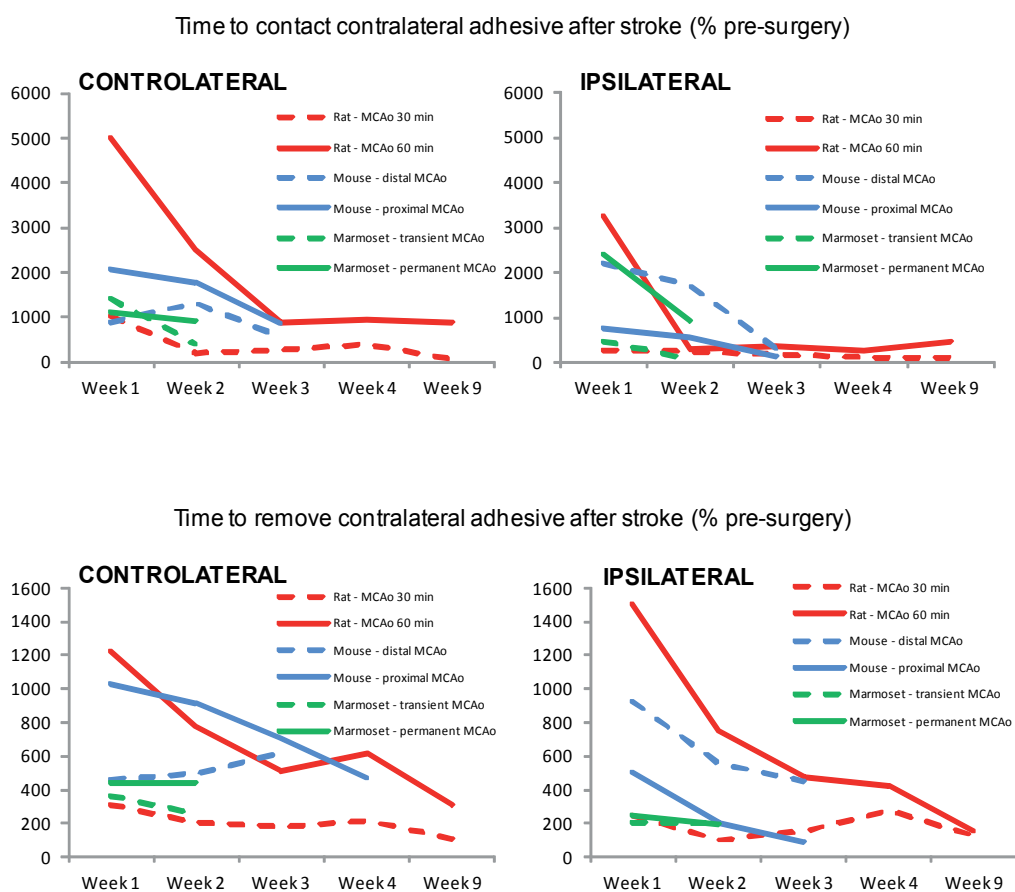 Time to contact contralateral adhesive after stroke (% pre-surgery)
CONTROLATERAL
6000
5000
4000
3000
2000
1000
0
Rat - MCAo 30 min
Rat - MCAo 60 min
Mouse - distal MCAo
Mouse - proximal MCAo
Marmoset - transient MCAo
Marmoset - permanent MCAo
Week 1 Week 2 Week 3 Week 4 Week 9
IPSILATERAL
6000
5000
4000
3000
2000
1000
0
Rat - MCAo 30 min
Rat - MCAo 60 min
Mouse - distal MCAo
Mouse - proximal MCAo
Marmoset - transient MCAo
Marmoset - permanent MCAo
Week 1 Week 2 Week 3 Week 4 Week 9
Time to remove contralateral adhesive after stroke (% pre-surgery)
CONTROLATERAL
1600
1400
1200
1000
800
600
400
200
0
Rat - MCAo 30 min
Rat - MCAo 60 min
Mouse - distal MCAo
Mouse - proximal MCAo
Marmoset - transient MCAo
Marmoset - permanent MCAo
Week 1 Week 2 Week 3 Week 4 Week 9
IPSILATERAL
1600
1400
1200
1000
800
600
400
200
0
Rat - MCAo 30 min
Rat - MCAo 60 min
Mouse - distal MCAo
Mouse - proximal MCAo
Marmoset - transient MCAo
Marmoset - permanent MCAo
Week 1 Week 2 Week 3 Week 4 Week 9